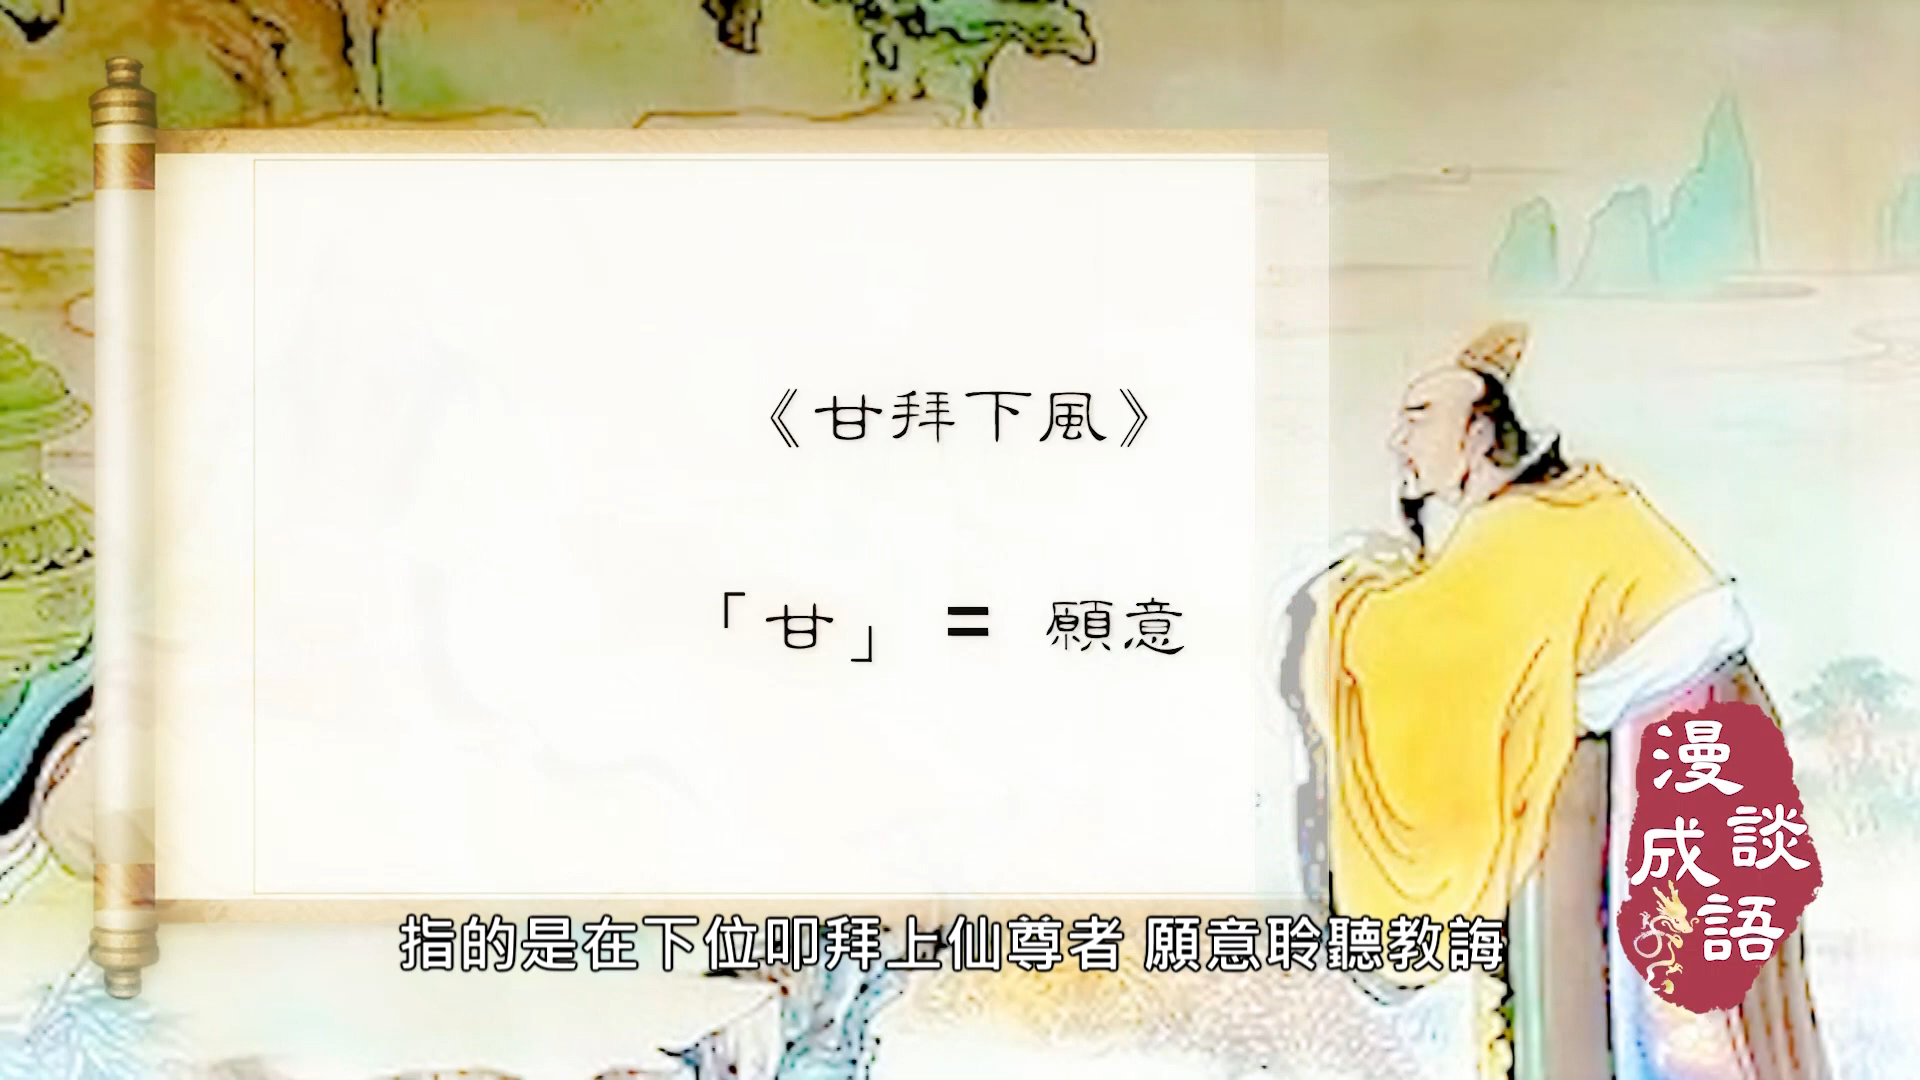 《甘拜下風》
「甘」 = 願意
指的是在下位叩拜上仙尊者 願意聆聽教誨
漫談
成語